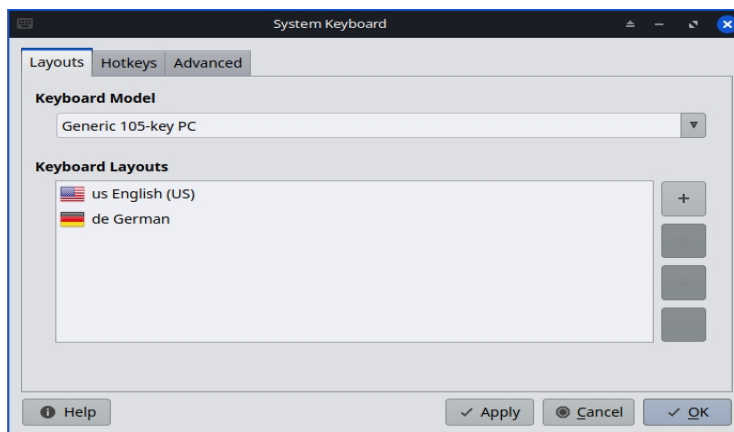 System Keyboard
Layouts Hotkeys Advanced
Keyboard Model
Generic 105-key PC
Keyboard Layouts
us English (US)
de German
+
Help Apply Cancel OK